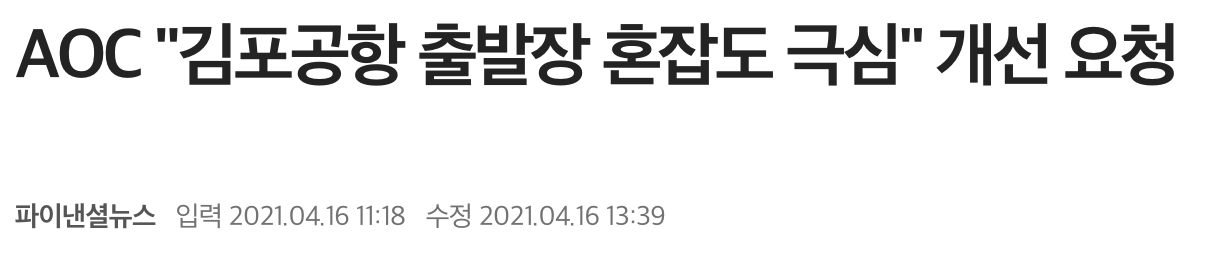 AOC "김포공항 출발장 혼잡도 극심" 개선 요청
파이낸셜뉴스 입력 2021.04.16 11:18 수정 2021.04.16 13:39